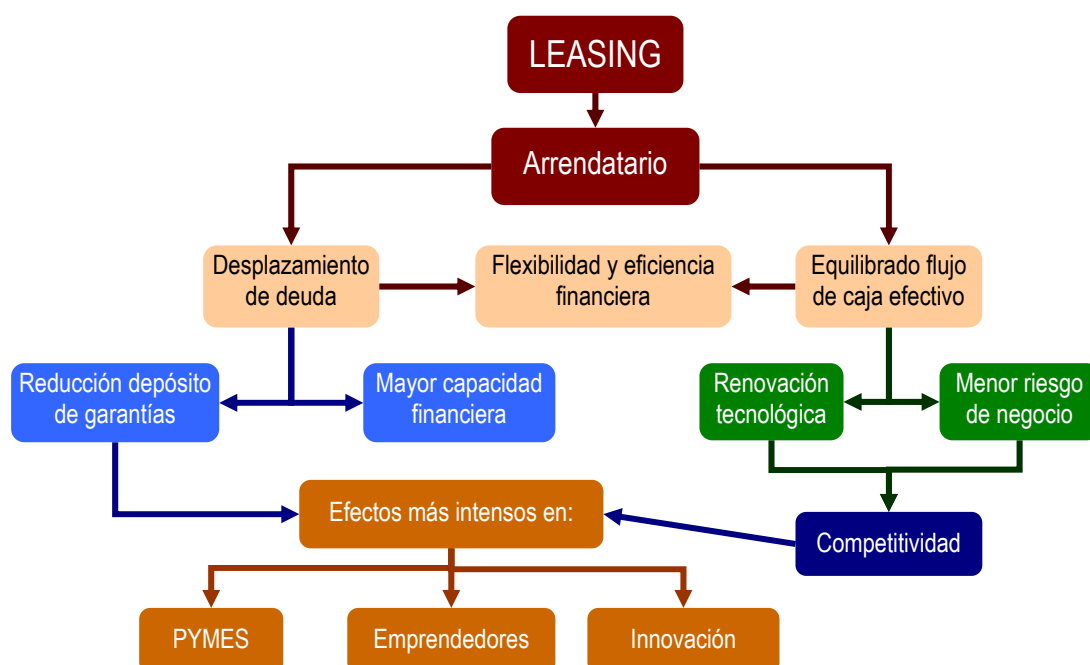 LEASING
Arrendatario
Desplazamiento
de deuda
Flexibilidad y eficiencia
financiera
Equilibrado flujo
de caja efectivo
Reducción depósito
de garantías
Mayor capacidad
financiera
Renovación
tecnológica
Menor riesgo
de negocio
Efectos más intensos en:
Competitividad
PYMES
Emprendedores
Innovación